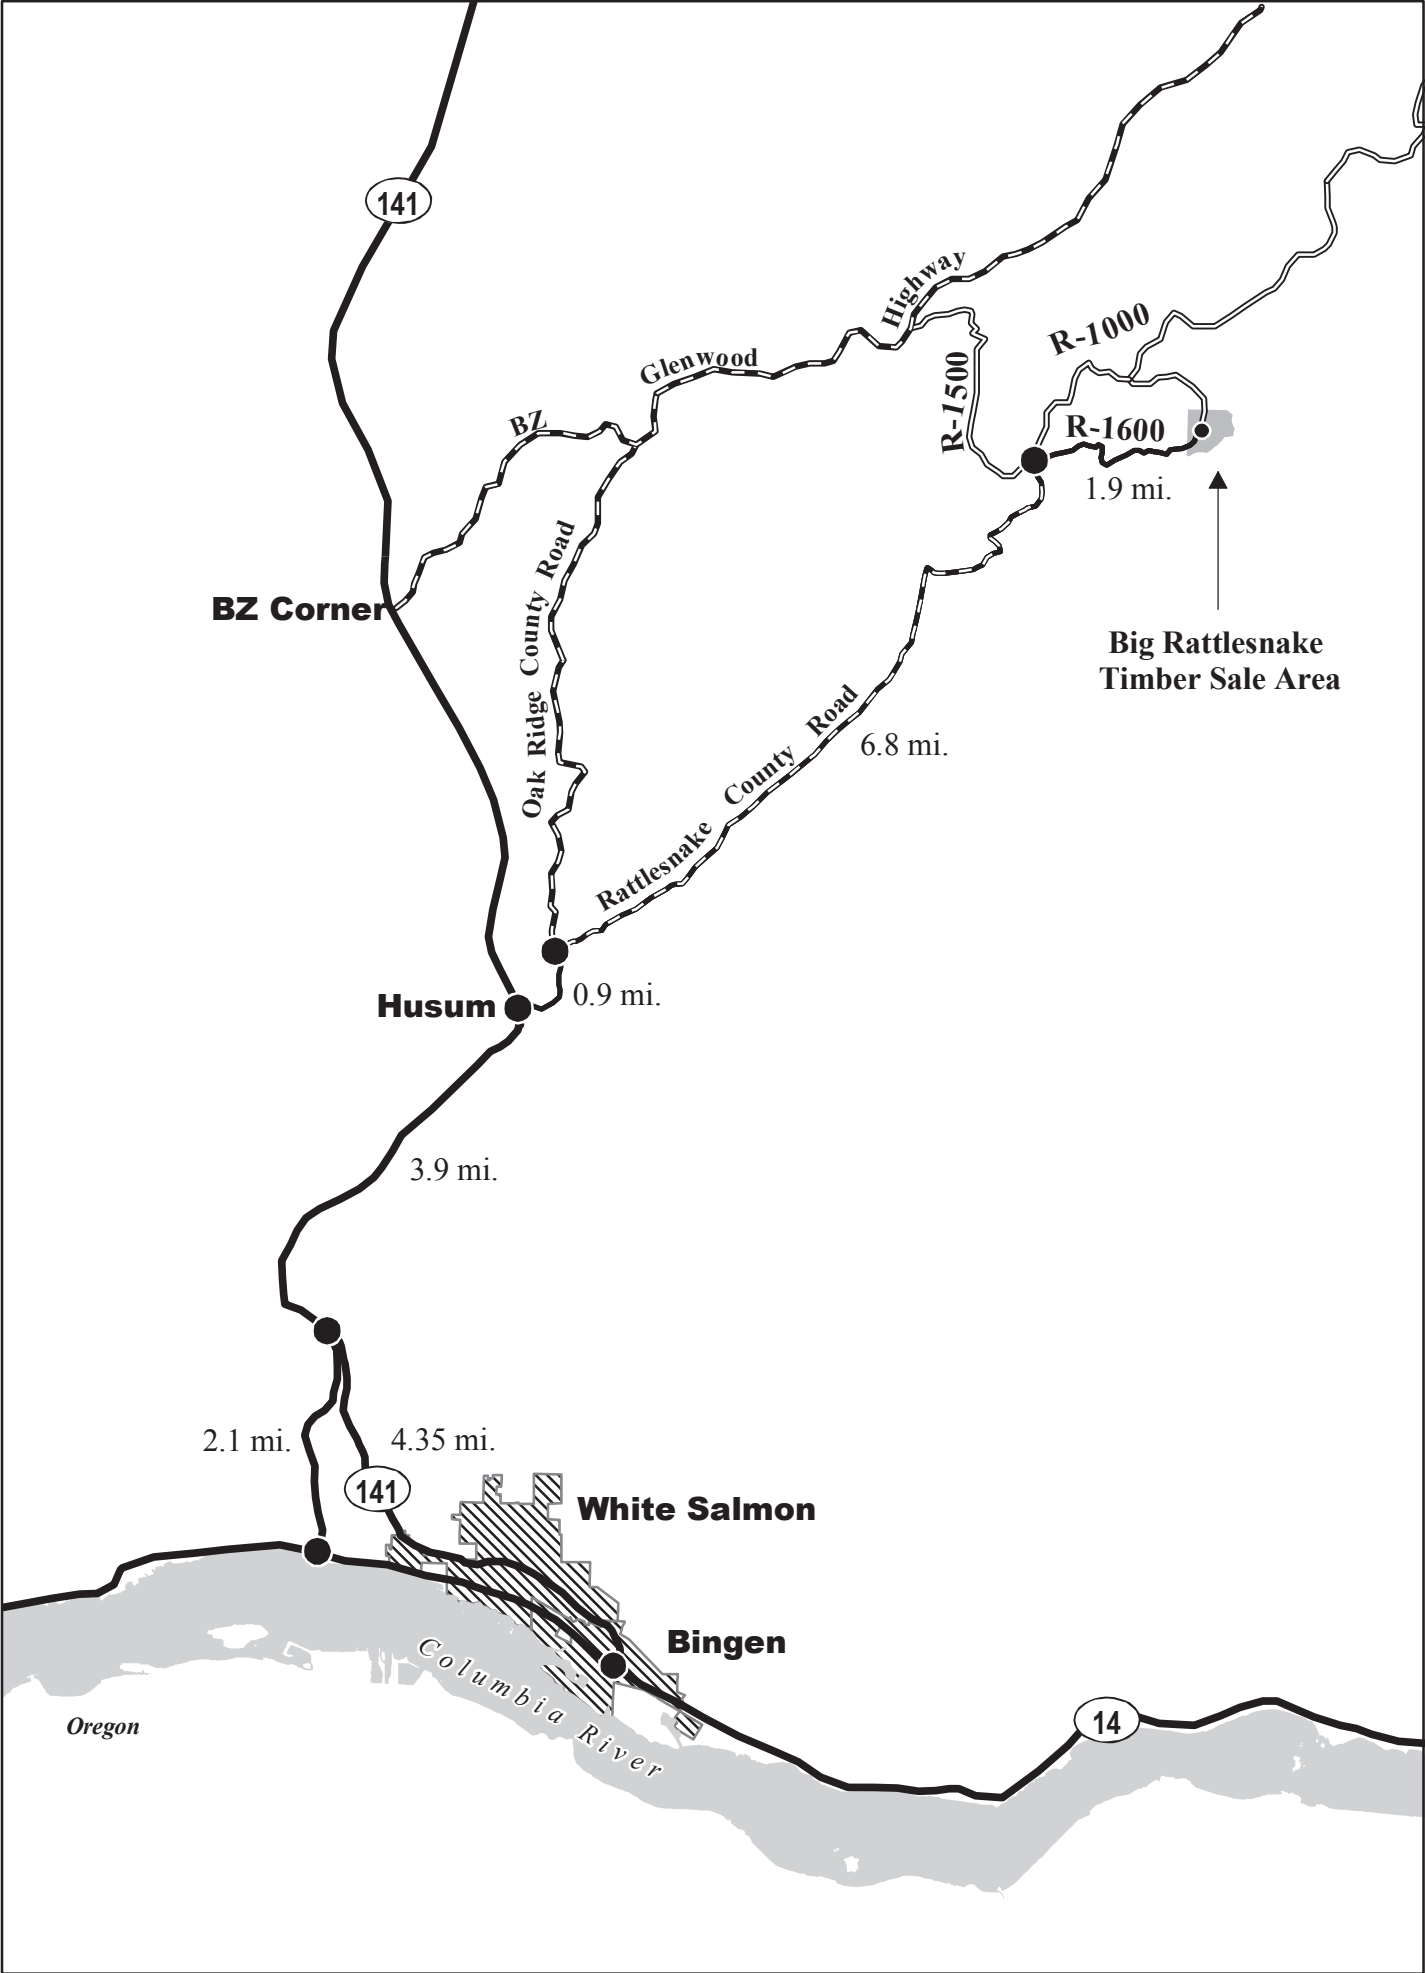 141
Highway
R-1000
Glenwood
R-1500
BZ
R-1600
1.9 mi.
Oak Ridge County Road
BZ Corner
Big Rattlesnake
Timber Sale Area
Rattlesnake County Road
6.8 mi.
0.9 mi.
Husum
3.9 mi.
2.1 mi.
4.35 mi.
141
White Salmon
Bingen
Columbia River
Oregon
14